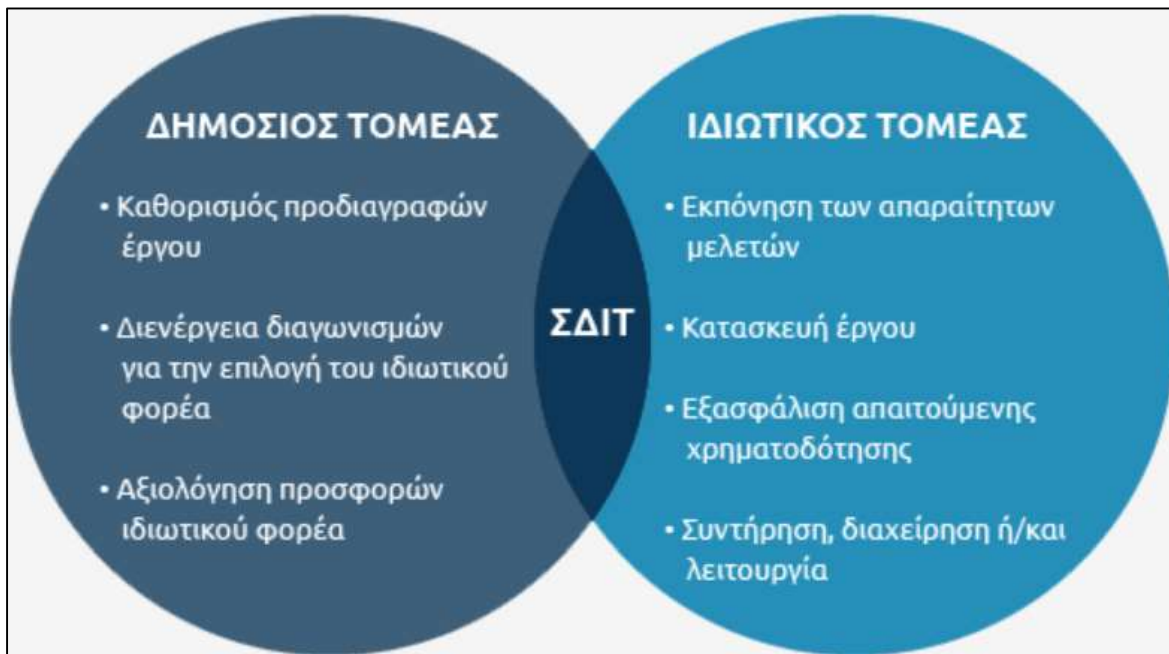 ΔΗΜΟΣΙΟΣ ΤΟΜΕΑΣ
• Καθορισμός προδιαγραφών
έργου
• Διενέργεια διαγωνισμών
για την επιλογή του ιδιωτικού
φορέα
• Αξιολόγηση προσφορών
ιδιωτικού φορέα
ΣΔΙΤ
ΙΔΙΩΤΙΚΟΣ ΤΟΜΕΑΣ
• Εκπόνηση των απαραίτητων
μελετών
• Κατασκευή έργου
• Εξασφάλιση απαιτούμενης
χρηματοδότησης
• Συντήρηση, διαχείρηση ή/και
λειτουργία